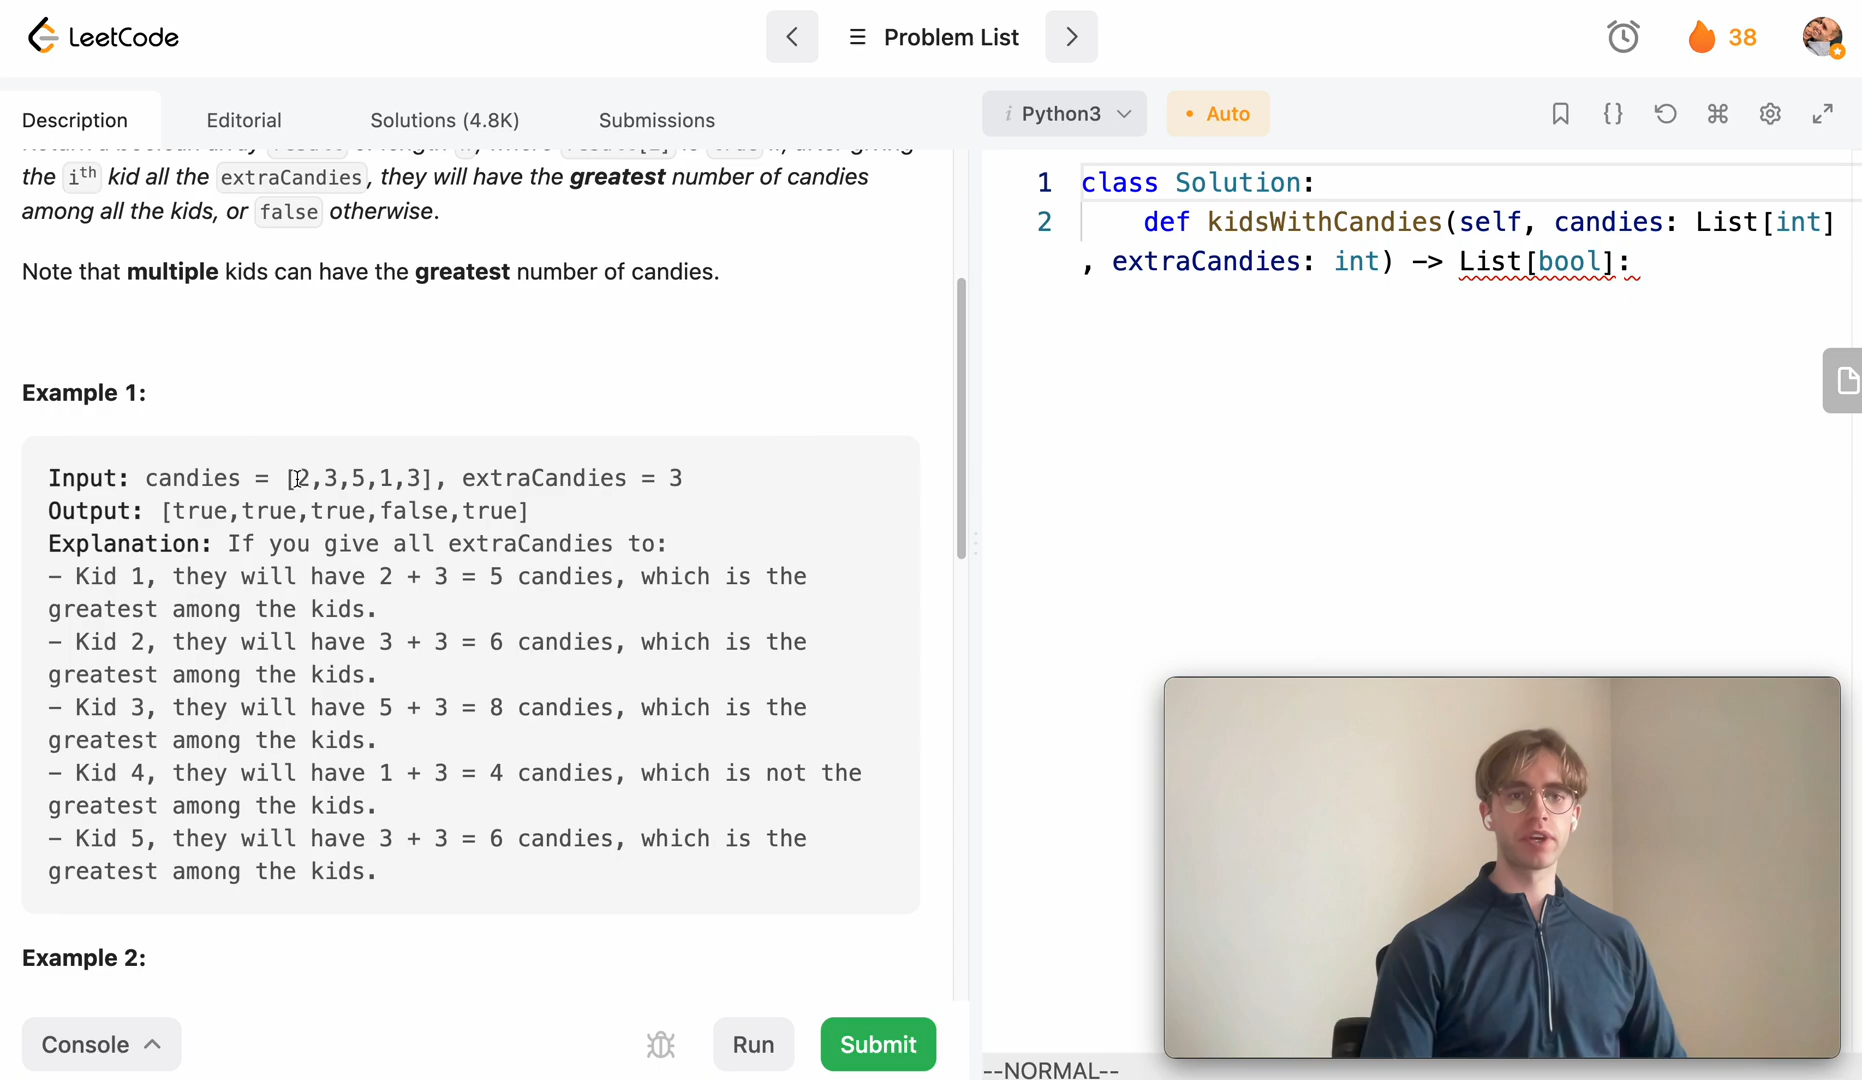 LeetCode
Problem List
38
Description
Editorial
Solutions (4.8K)
Submissions
the ith kid all the extraCandies, they will have the greatest number of candies
among all the kids, or false otherwise.
Note that multiple kids can have the greatest number of candies.
Example 1:
Input: candies = [2,3,5,1,3], extraCandies = 3
Output: [true,true,true,false,true]
Explanation: If you give all extraCandies to:
– Kid 1, they will have 2 + 3 = 5 candies, which is the
greatest among the kids.
– Kid 2, they will have 3 + 3 = 6 candies, which is the
greatest among the kids.
– Kid 3, they will have 5 + 3 = 8 candies, which is the
greatest among the kids.
– Kid 4, they will have 1 + 3 = 4 candies, which is not the
greatest among the kids.
– Kid 5, they will have 3 + 3 = 6 candies, which is the
greatest among the kids.
Example 2:
Console
Run
Submit
i Python3
• Auto
1 class Solution:
2 def kidsWithCandies(self, candies: List[int]
, extraCandies: int) -> List[bool]:
--NORMAL--